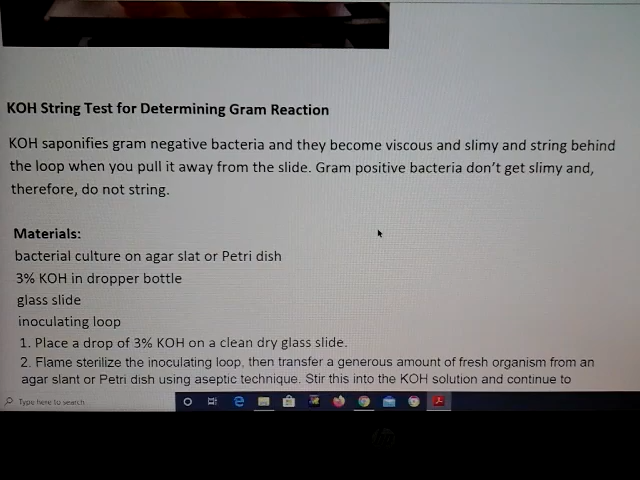 KOH String Test for Determining Gram Reaction
KOH saponifies gram negative bacteria and they become viscous and slimy and string behind
the loop when you pull it away from the slide. Gram positive bacteria don't get slimy and,
therefore, do not string.
Materials:
bacterial culture on agar slat or Petri dish
3% KOH in dropper bottle
glass slide
inoculating loop
1. Place a drop of 3% KOH on a clean dry glass slide.
2. Flame sterilize the inoculating loop, then transfer a generous amount of fresh organism from an
agar slant or Petri dish using aseptic technique. Stir this into the KOH solution and continue to
Type here to search